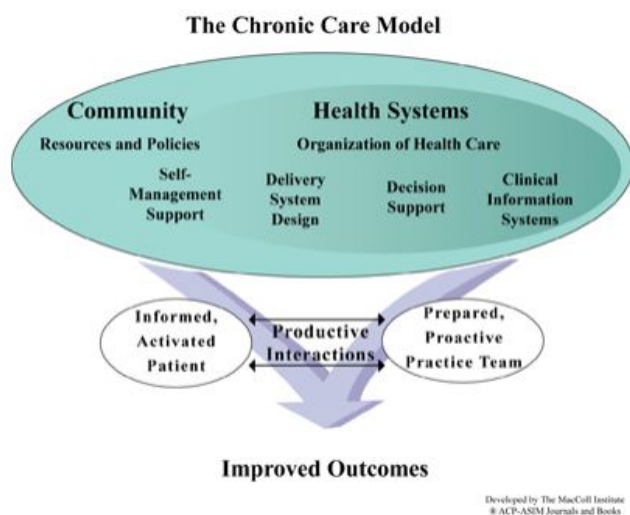 The Chronic Care Model
Community
Health Systems
Resources and Policies
Organization of Health Care
Self-
Management
Support
Delivery
System
Design
Decision
Support
Clinical
Information
Systems
Informed,
Activated
Patient
Productive
Interactions
Prepared,
Proactive
Practice Team
Improved Outcomes
Developed by The MacColl Institute
® ACP-ASIM Journals and Books